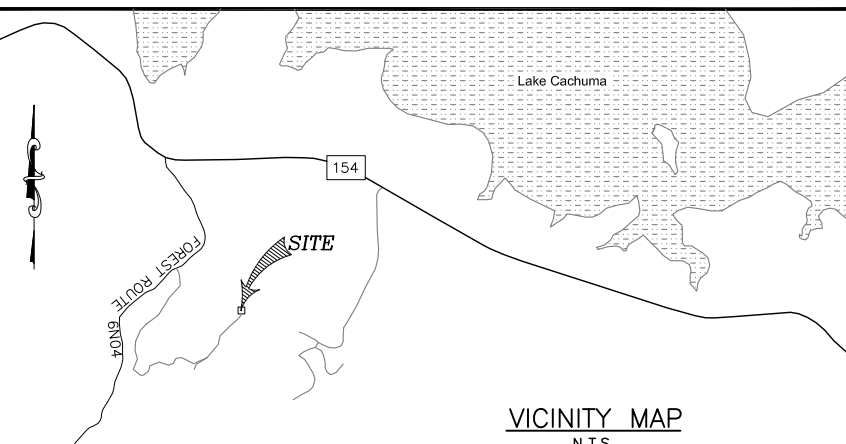 Lake Cachuma
154
SITE
FOREST ROUTE
6N04
VICINITY MAP
N.T.S.